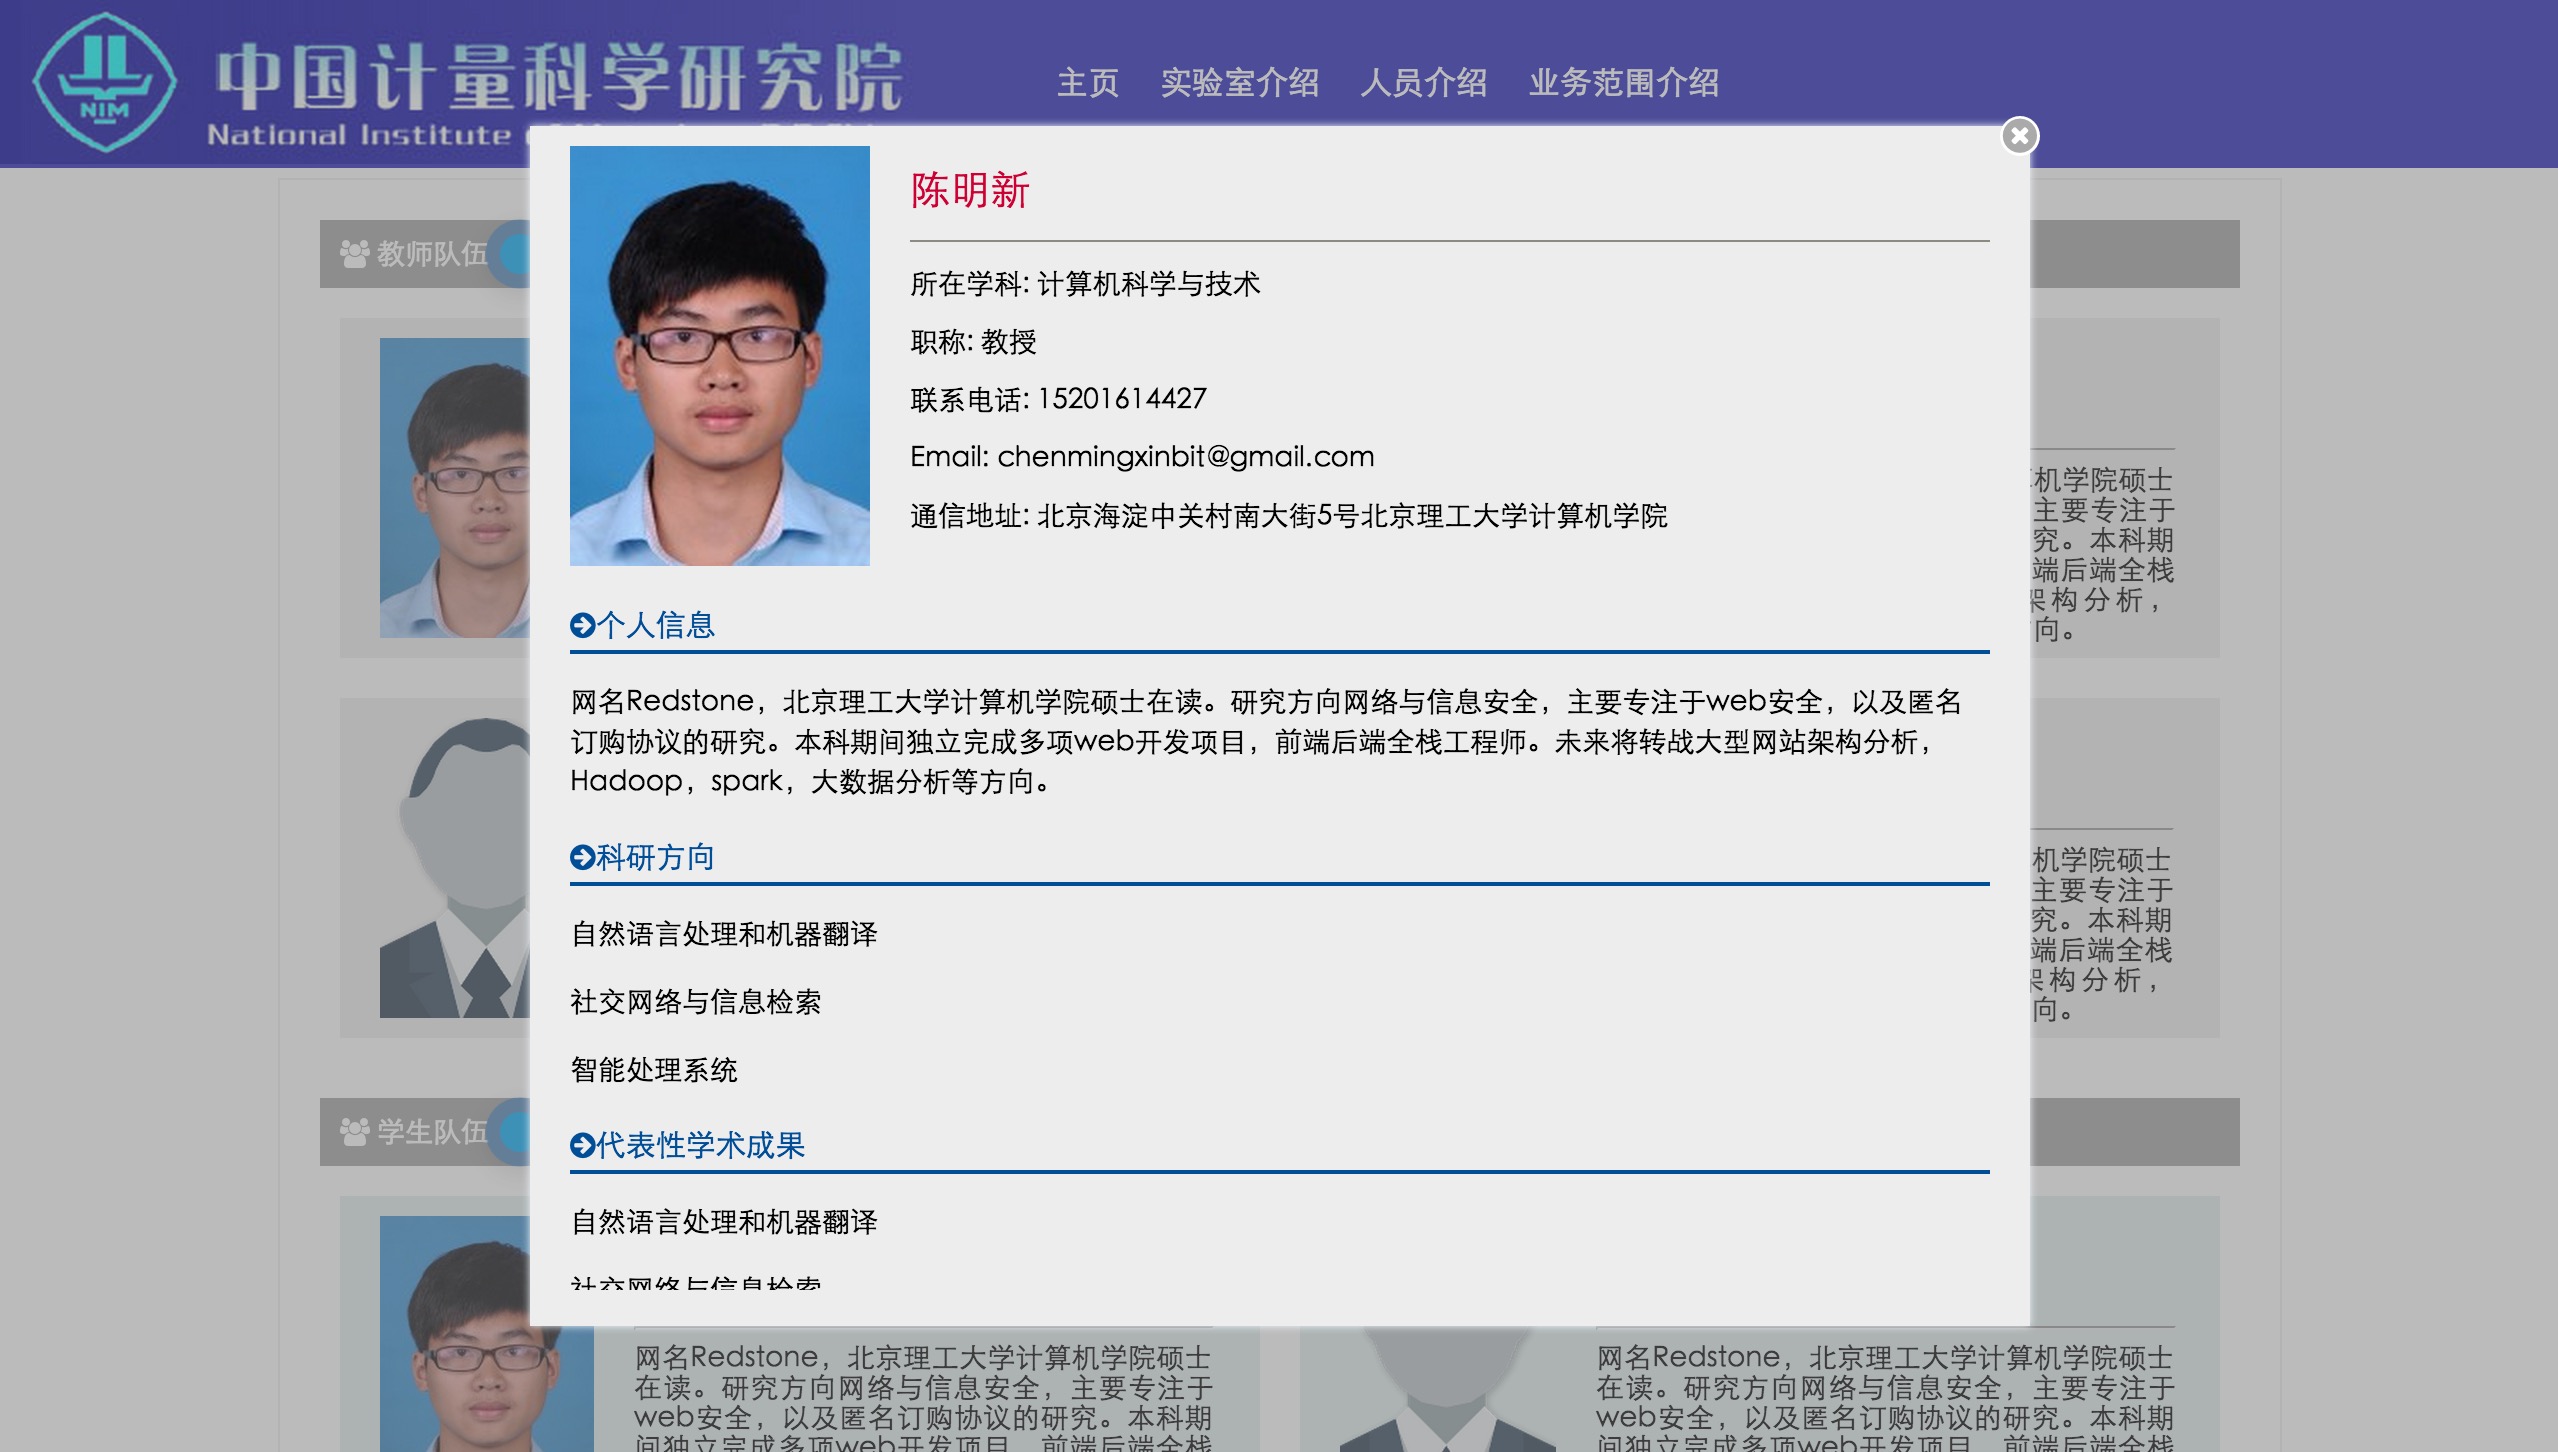 NIM
中国计量科学研究院
National Institute
主页 实验室介绍 人员介绍 业务范围介绍
教师队伍
陈明新
所在学科: 计算机科学与技术
职称: 教授
联系电话: 15201614427
Email: chenmingxinbit@gmail.com
通信地址: 北京海淀中关村南大街5号北京理工大学计算机学院
机学院硕士
主要专注于
究。本科期
端后端全栈
架构分析，
向。
个人信息
网名Redstone，北京理工大学计算机学院硕士在读。研究方向网络与信息安全，主要专注于web安全，以及匿名
订购协议的研究。本科期间独立完成多项web开发项目，前端后端全栈工程师。未来将转战大型网站架构分析，
Hadoop，spark，大数据分析等方向。
科研方向
自然语言处理和机器翻译
社交网络与信息检索
智能处理系统
机学院硕士
主要专注于
究。本科期
端后端全栈
架构分析，
向。
学生队伍
代表性学术成果
自然语言处理和机器翻译
社交网络与信息检索
网名Redstone，北京理工大学计算机学院硕士
在读。研究方向网络与信息安全，主要专注于
web安全，以及匿名订购协议的研究。本科期
间独立完成多项web开发项目，前端后端全栈
网名Redstone，北京理工大学计算机学院硕士
在读。研究方向网络与信息安全，主要专注于
web安全，以及匿名订购协议的研究。本科期
间独立完成多项web开发项目，前端后端全栈